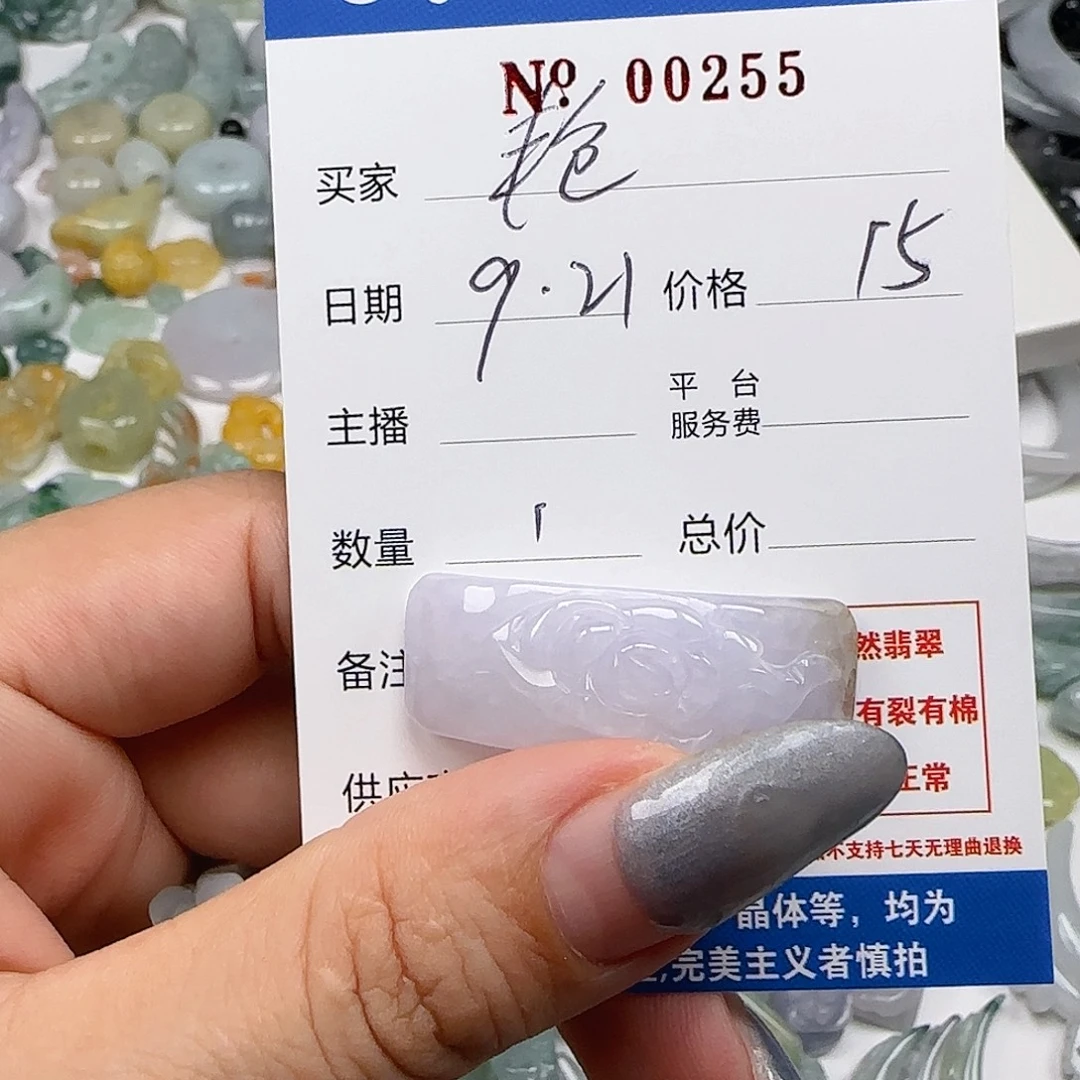 No. 00255
买家
日期 9.21 价格 15
主播 平台服务费
数量 1 总价
备注
然翡翠
有裂有棉
正常
供应
不支持七天无理由退换
晶体等，均为
,完美主义者慎拍